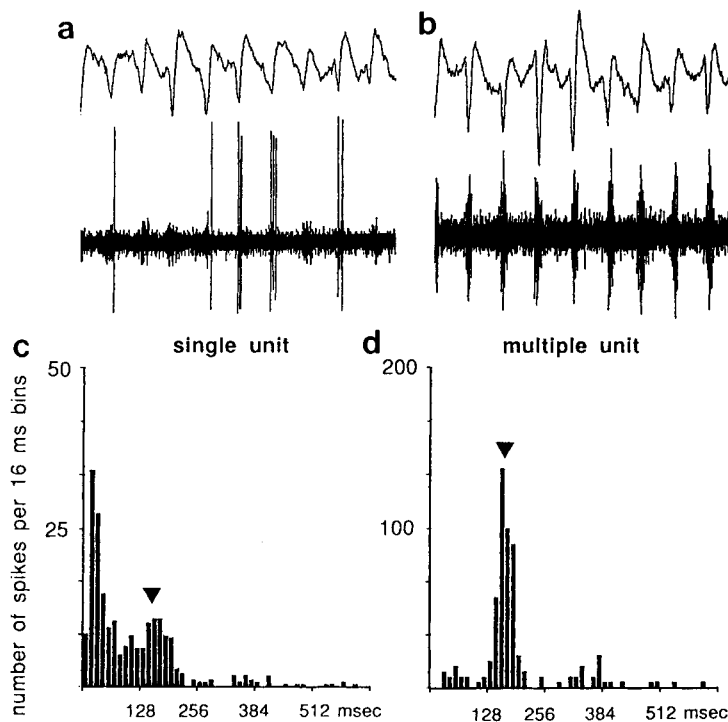 a
b
c
single unit
d
multiple unit
number of spikes per 16 ms bins
50
25
200
100
128 256 384 512 msec
128 256 384 512 msec